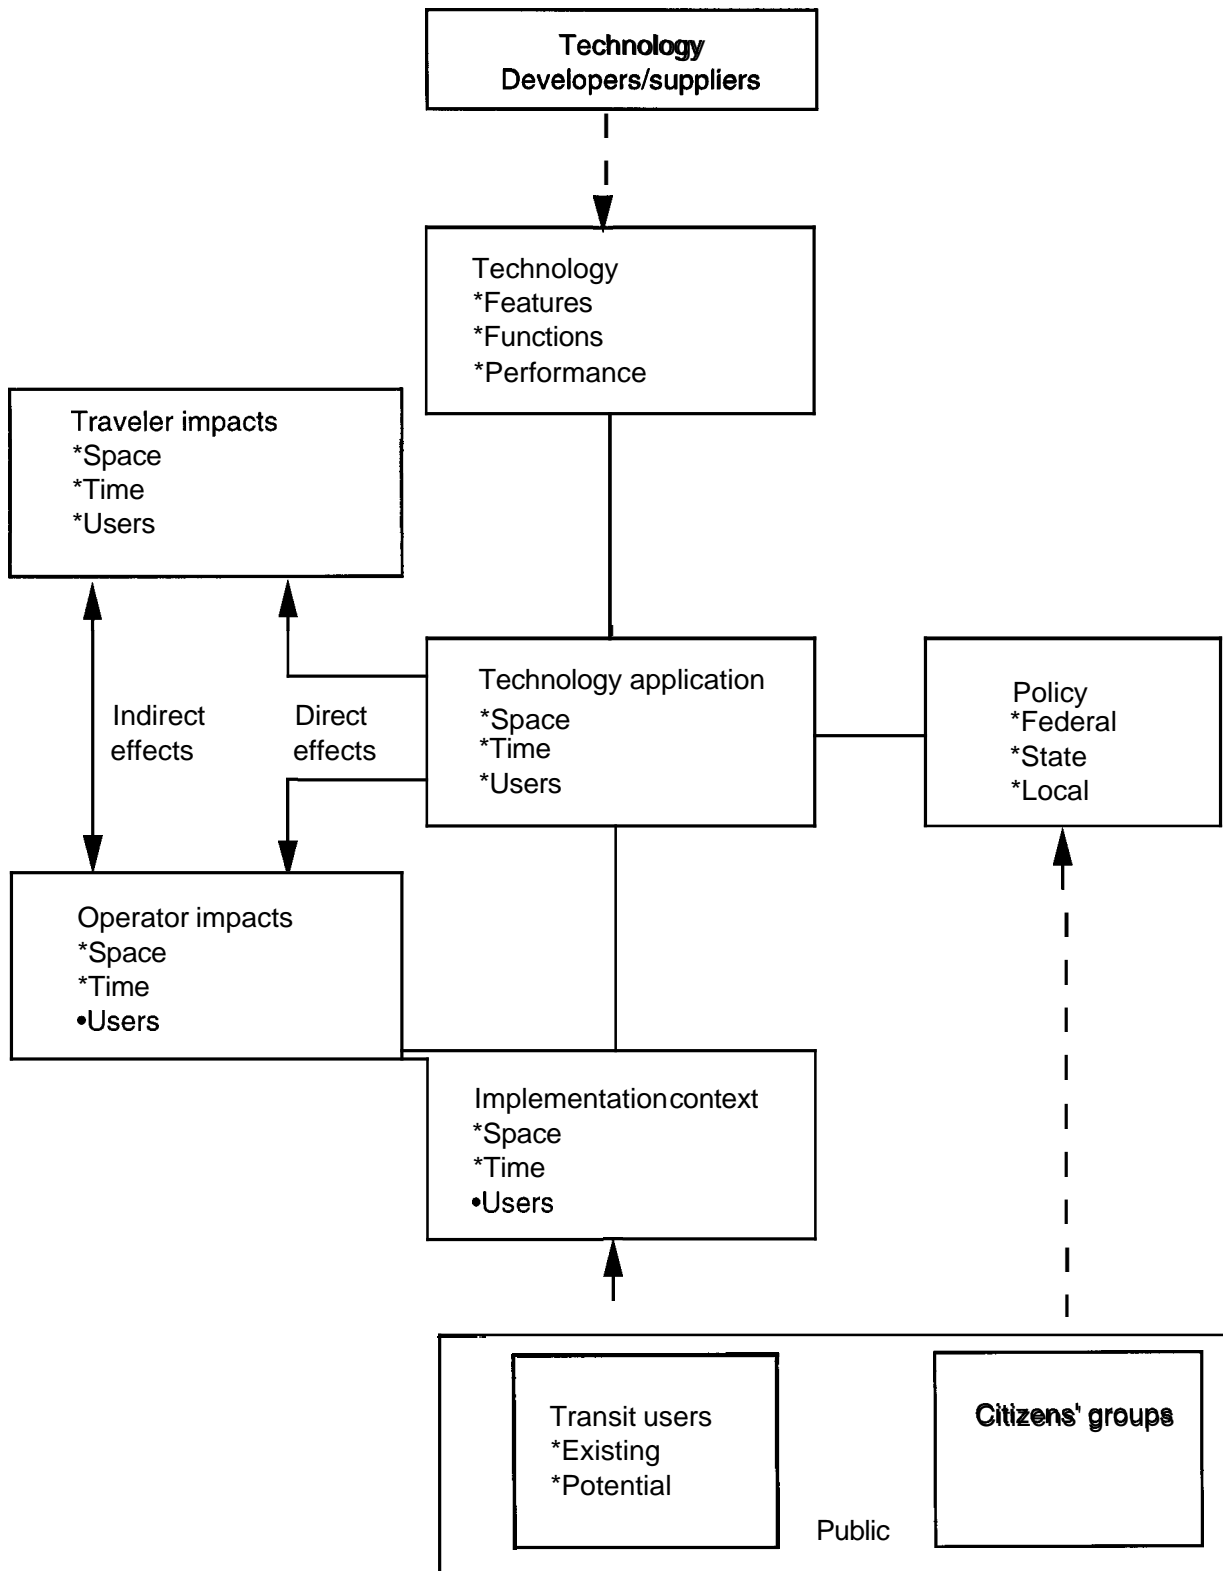 Technology
Developers/suppliers
Technology
*Features
*Functions
*Performance
Traveler impacts
*Space
*Time
*Users
Indirect
effects
Direct
effects
Technology application
*Space
*Time
*Users
Policy
*Federal
*State
*Local
Operator impacts
*Space
*Time
•Users
Implementationcontext
*Space
*Time
•Users
Transit users
*Existing
*Potential
Citizens' groups
Public